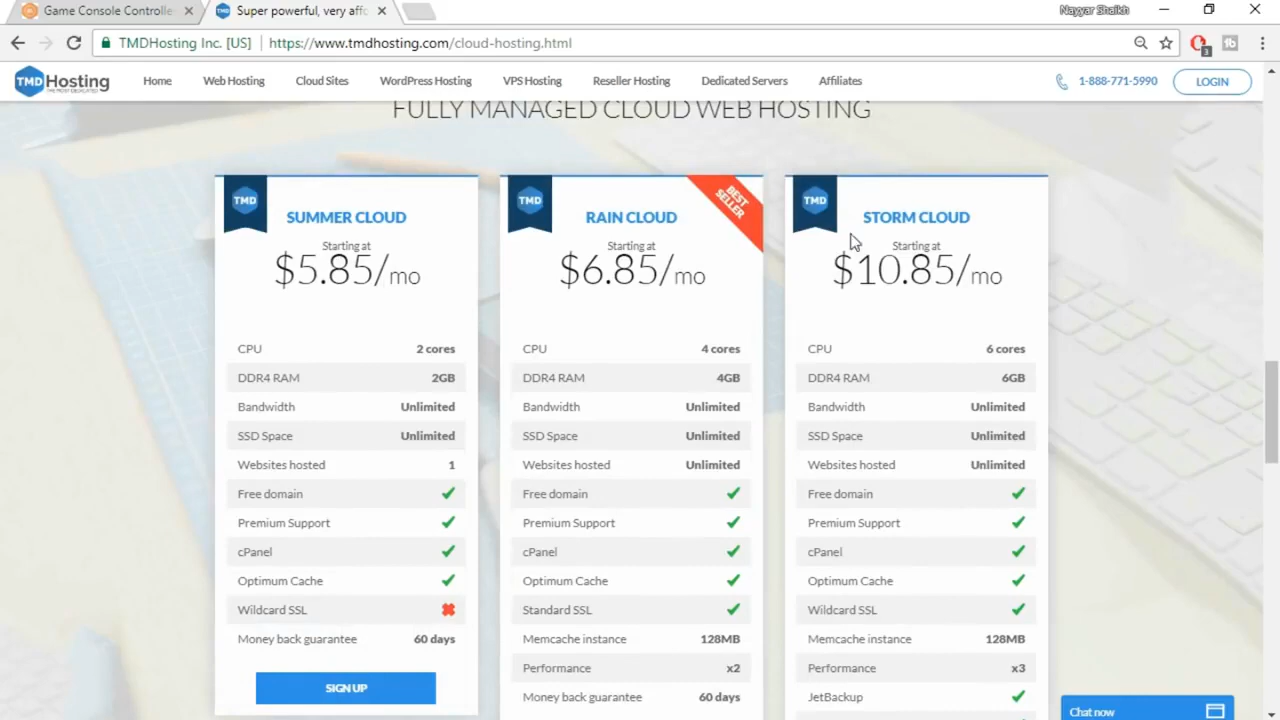 Game Console Controlle
Super powerful, very affo
Nayyar Shaikh
TMDHosting Inc. [US]
https://www.tmdhosting.com/cloud-hosting.html
3
TMDHosting
THE MOST DEDICATED
Home
Web Hosting
Cloud Sites
WordPress Hosting
VPS Hosting
Reseller Hosting
Dedicated Servers
Affiliates
1-888-771-5990
LOGIN
FULLY MANAGED CLOUD WEB HOSTING
TMD
SUMMER CLOUD
Starting at
$5.85/mo
CPU 2 cores
DDR4 RAM 2GB
Bandwidth Unlimited
SSD Space Unlimited
Websites hosted 1
Free domain
Premium Support
cPanel
Optimum Cache
Wildcard SSL
Money back guarantee 60 days
SIGN UP
TMD
RAIN CLOUD
BEST
SELLER
Starting at
$6.85/mo
CPU 4 cores
DDR4 RAM 4GB
Bandwidth Unlimited
SSD Space Unlimited
Websites hosted Unlimited
Free domain
Premium Support
cPanel
Optimum Cache
Standard SSL
Memcache instance 128MB
Performance x2
Money back guarantee 60 days
TMD
STORM CLOUD
Starting at
$10.85/mo
CPU 6 cores
DDR4 RAM 6GB
Bandwidth Unlimited
SSD Space Unlimited
Websites hosted Unlimited
Free domain
Premium Support
cPanel
Optimum Cache
Wildcard SSL
Memcache instance 128MB
Performance x3
JetBackup
Chat now